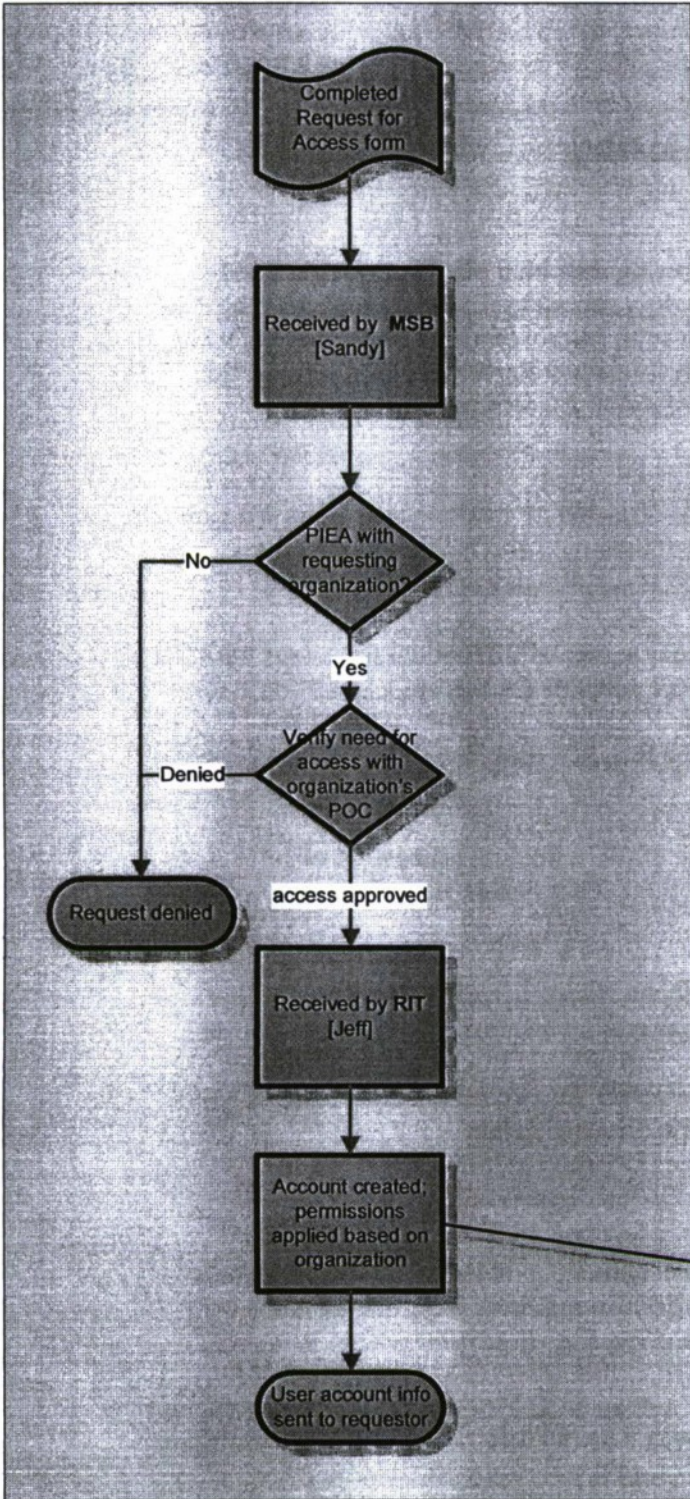 Completed
Request for
Access form
Received by MSB
[Sandy]
PIEA with
requesting
organization?
No
Yes
Verify need for
access with
organization's
POC
Denied
access approved
Request denied
Received by RIT
[Jeff]
Account created;
permissions
applied based on
organization
User account info
sent to requestor